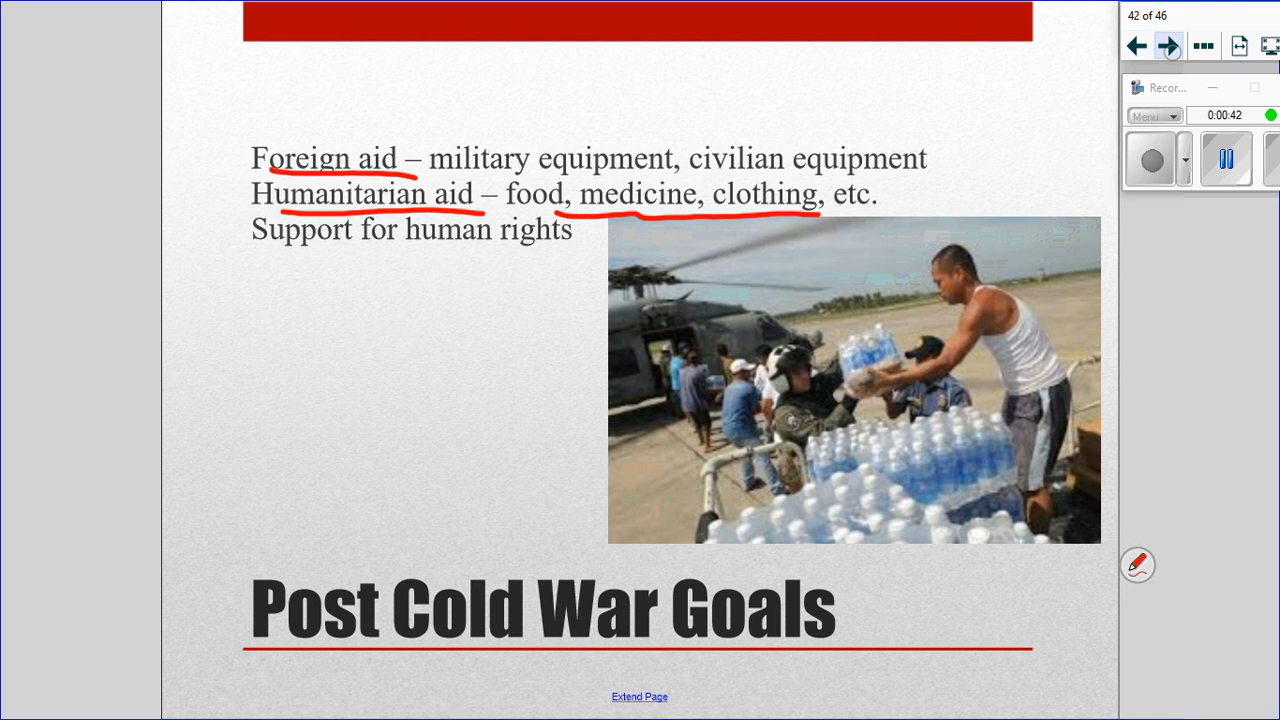 42 of 46
Recor...
Menu
0:00:42
Foreign aid – military equipment, civilian equipment
Humanitarian aid – food, medicine, clothing, etc.
Support for human rights
Post Cold War Goals
Extend Page